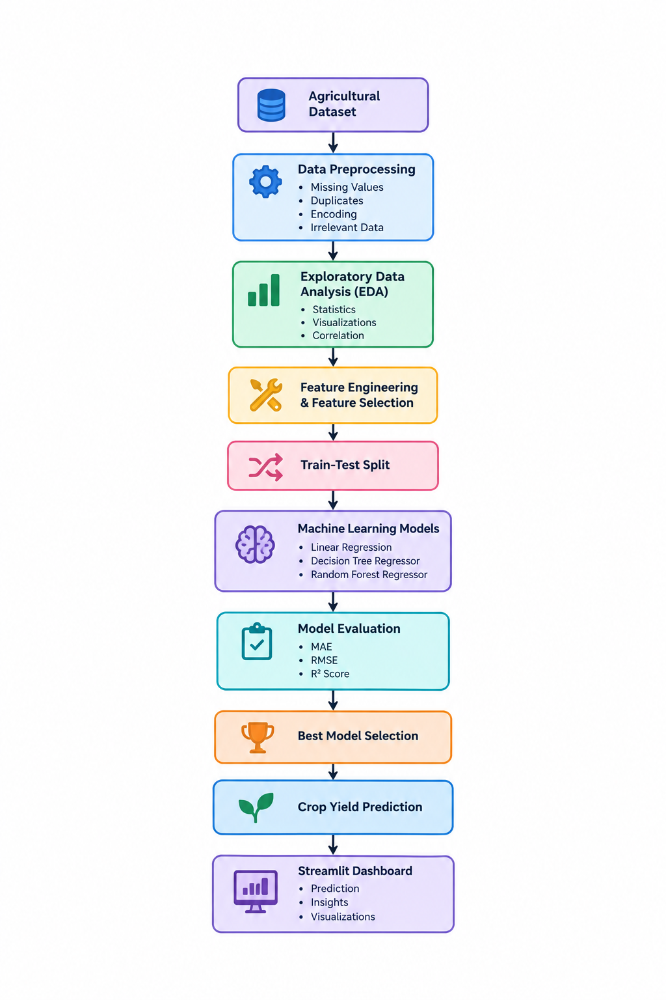 Agricultural
Dataset
Data Preprocessing
• Missing Values
• Duplicates
• Encoding
• Irrelevant Data
Exploratory Data
Analysis (EDA)
• Statistics
• Visualizations
• Correlation
Feature Engineering
& Feature Selection
Train-Test Split
Machine Learning Models
• Linear Regression
• Decision Tree Regressor
• Random Forest Regressor
Model Evaluation
• MAE
• RMSE
• R² Score
Best Model Selection
Crop Yield Prediction
Streamlit Dashboard
• Prediction
• Insights
• Visualizations